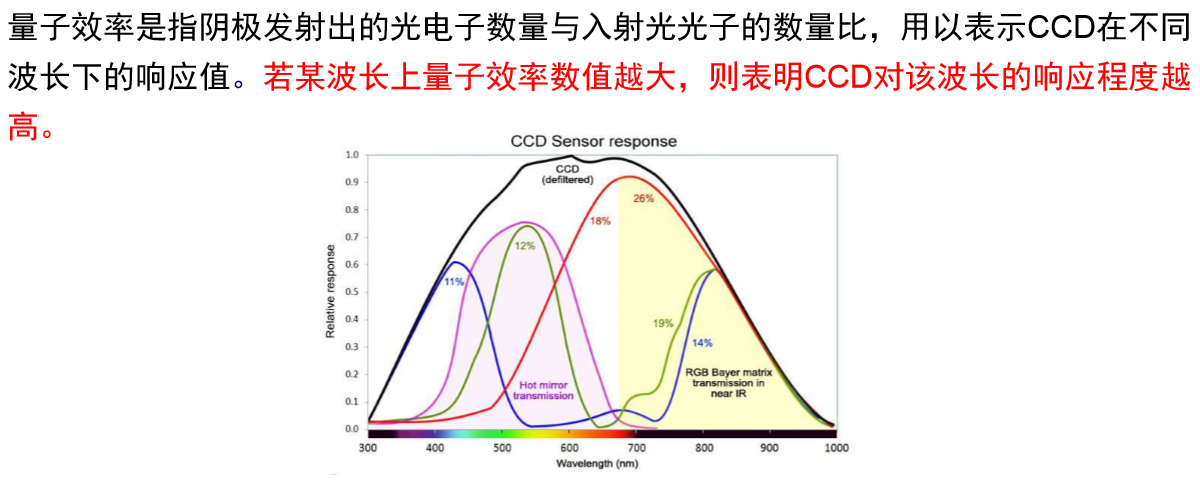 量子效率是指阴极发射出的光电子数量与入射光光子的数量比，用以表示CCD在不同
波长下的响应值。若某波长上量子效率数值越大，则表明CCD对该波长的响应程度越
高。
CCD Sensor response
1.0
0.9
0.8
0.7
0.6
0.5
0.4
0.3
0.2
0.1
0.0
Relative response
CCD
(defiltered)
26%
18%
12%
11%
19%
14%
Hot mirror
transmission
RGB Bayer matrix
transmission in
near IR
300 400 500 600 700 800 900 1000
Wavelength (nm)